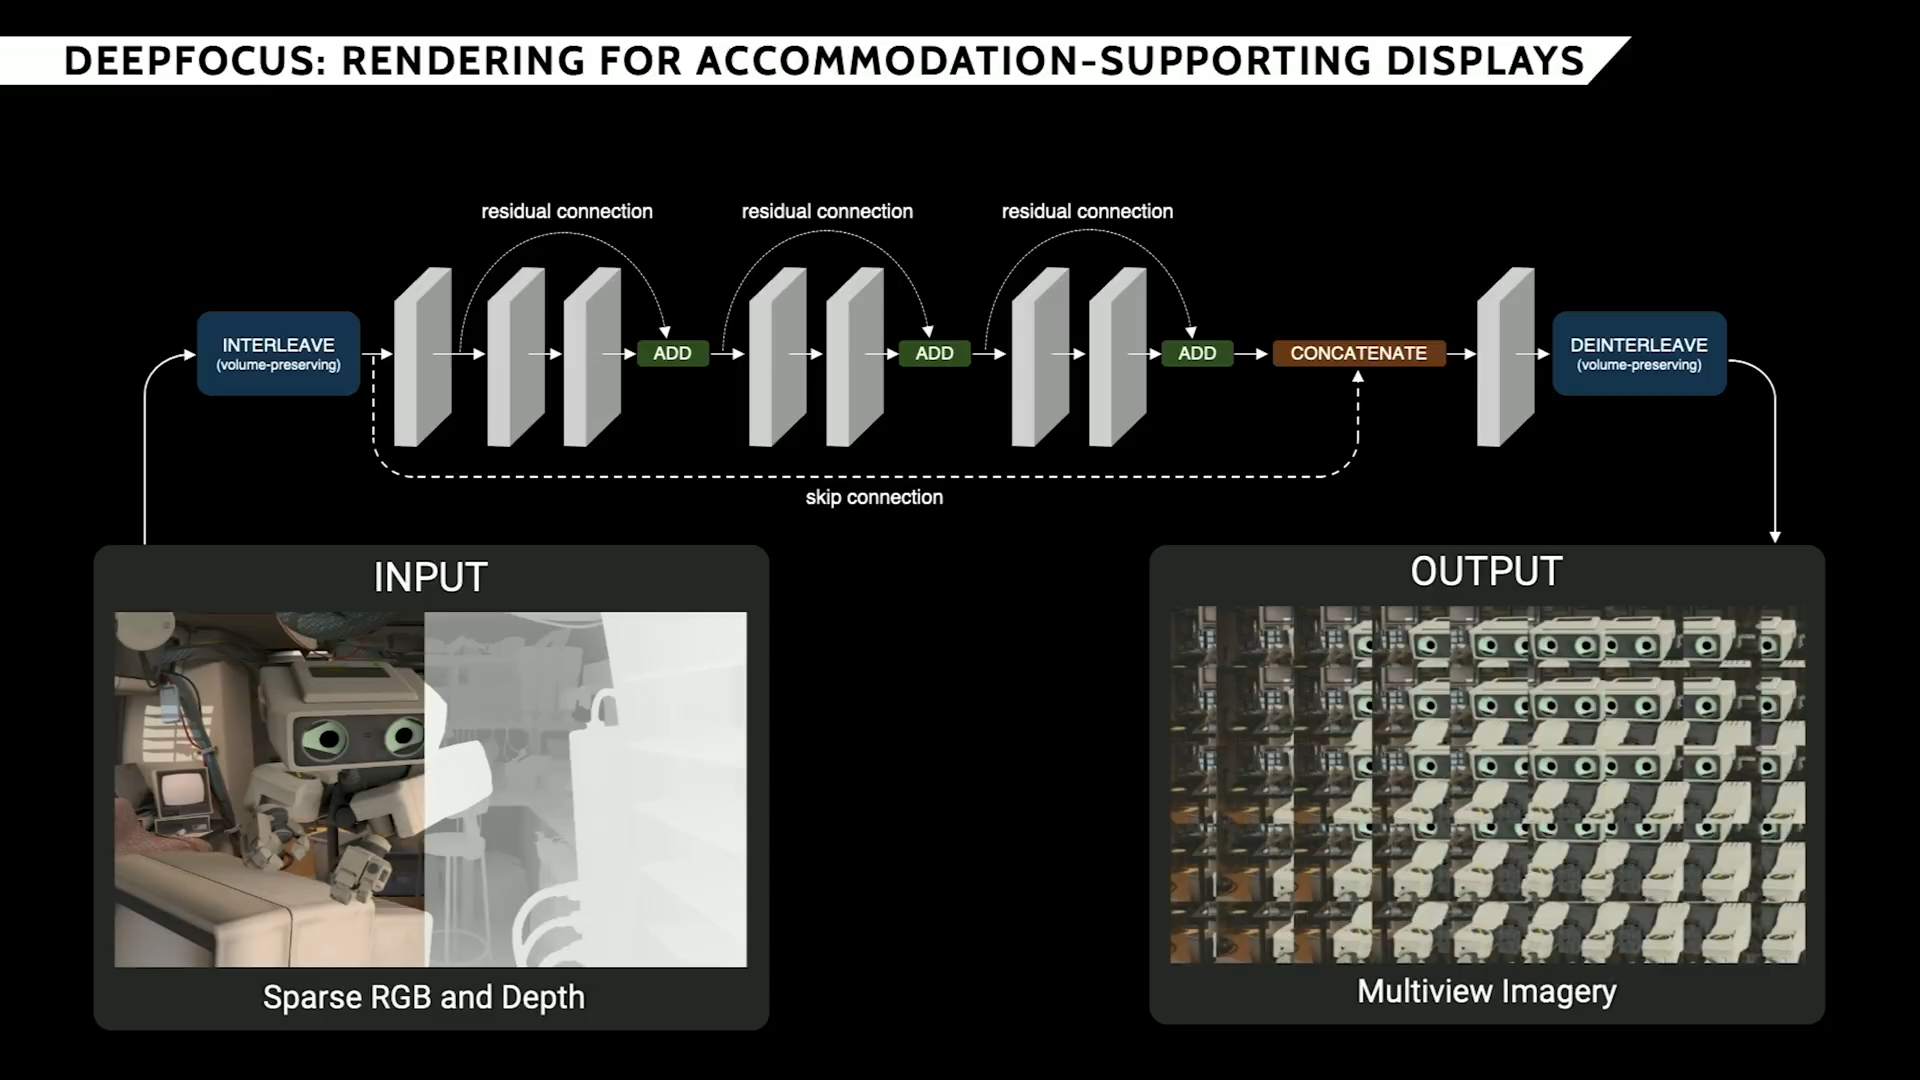 DEEPFOCUS: RENDERING FOR ACCOMMODATION-SUPPORTING DISPLAYS
residual connection
residual connection
residual connection
INTERLEAVE
(volume-preserving)
ADD
ADD
ADD
CONCATENATE
DEINTERLEAVE
(volume-preserving)
skip connection
INPUT
Sparse RGB and Depth
OUTPUT
Multiview Imagery